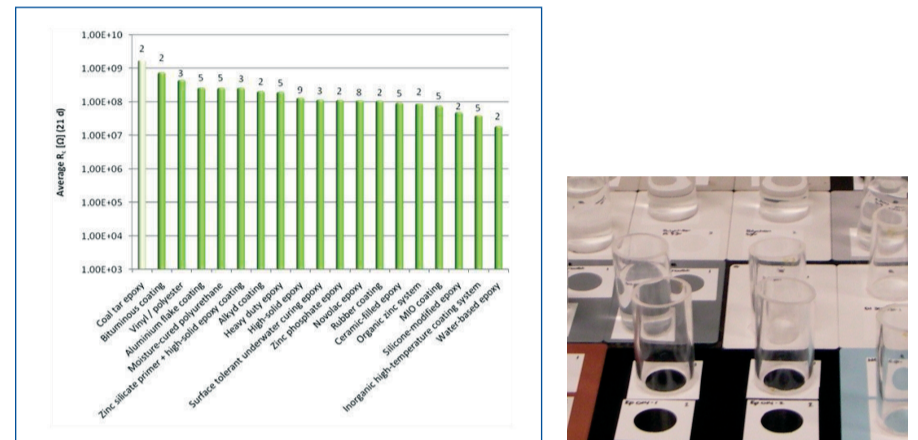 1.00E+10
1.00E+09
1.00E+08
1.00E+07
1.00E+06
1.00E+05
1.00E+04
1.00E+03
Average Rc [Ω] (21 d)
2
2
3
5
5
3
2
5
9
3
2
8
2
5
2
5
2
5
2
Coal tar epoxy
Bituminous coating
Vinyl / polyester
Aluminium flake coating
Moisture-cured polyurethane
Zinc silicate primer + high-solid epoxy coating
Alkyd coating
Heavy duty epoxy
High-solid epoxy
Surface tolerant underwater curing epoxy
Zinc phosphate epoxy
Novolac epoxy
Rubber coating
Ceramic filled epoxy
Organic zinc system
MIO coating
Silicone-modified epoxy
Inorganic high-temperature coating system
Water-based epoxy